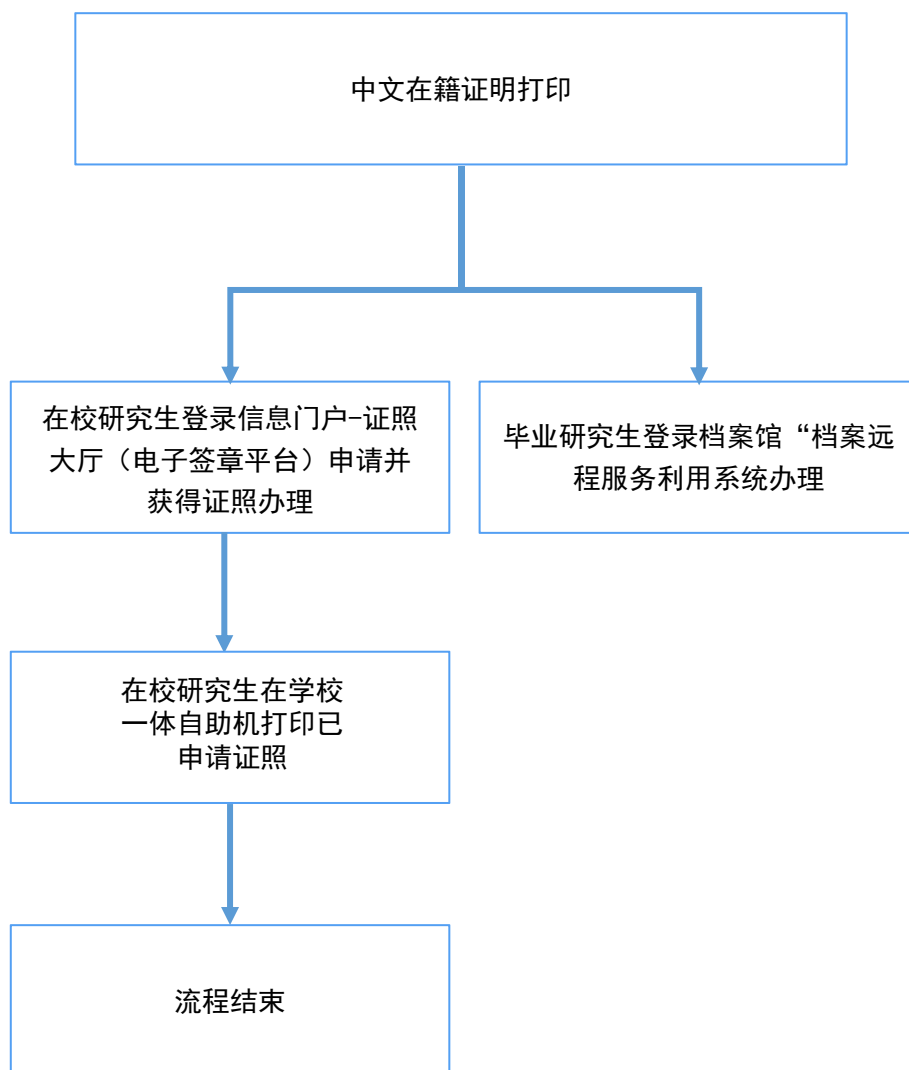 中文在籍证明打印
在校研究生登录信息门户-证照
大厅（电子签章平台）申请并
获得证照办理
毕业研究生登录档案馆“档案远
程服务利用系统办理
在校研究生在学校
一体自助机打印已
申请证照
流程结束